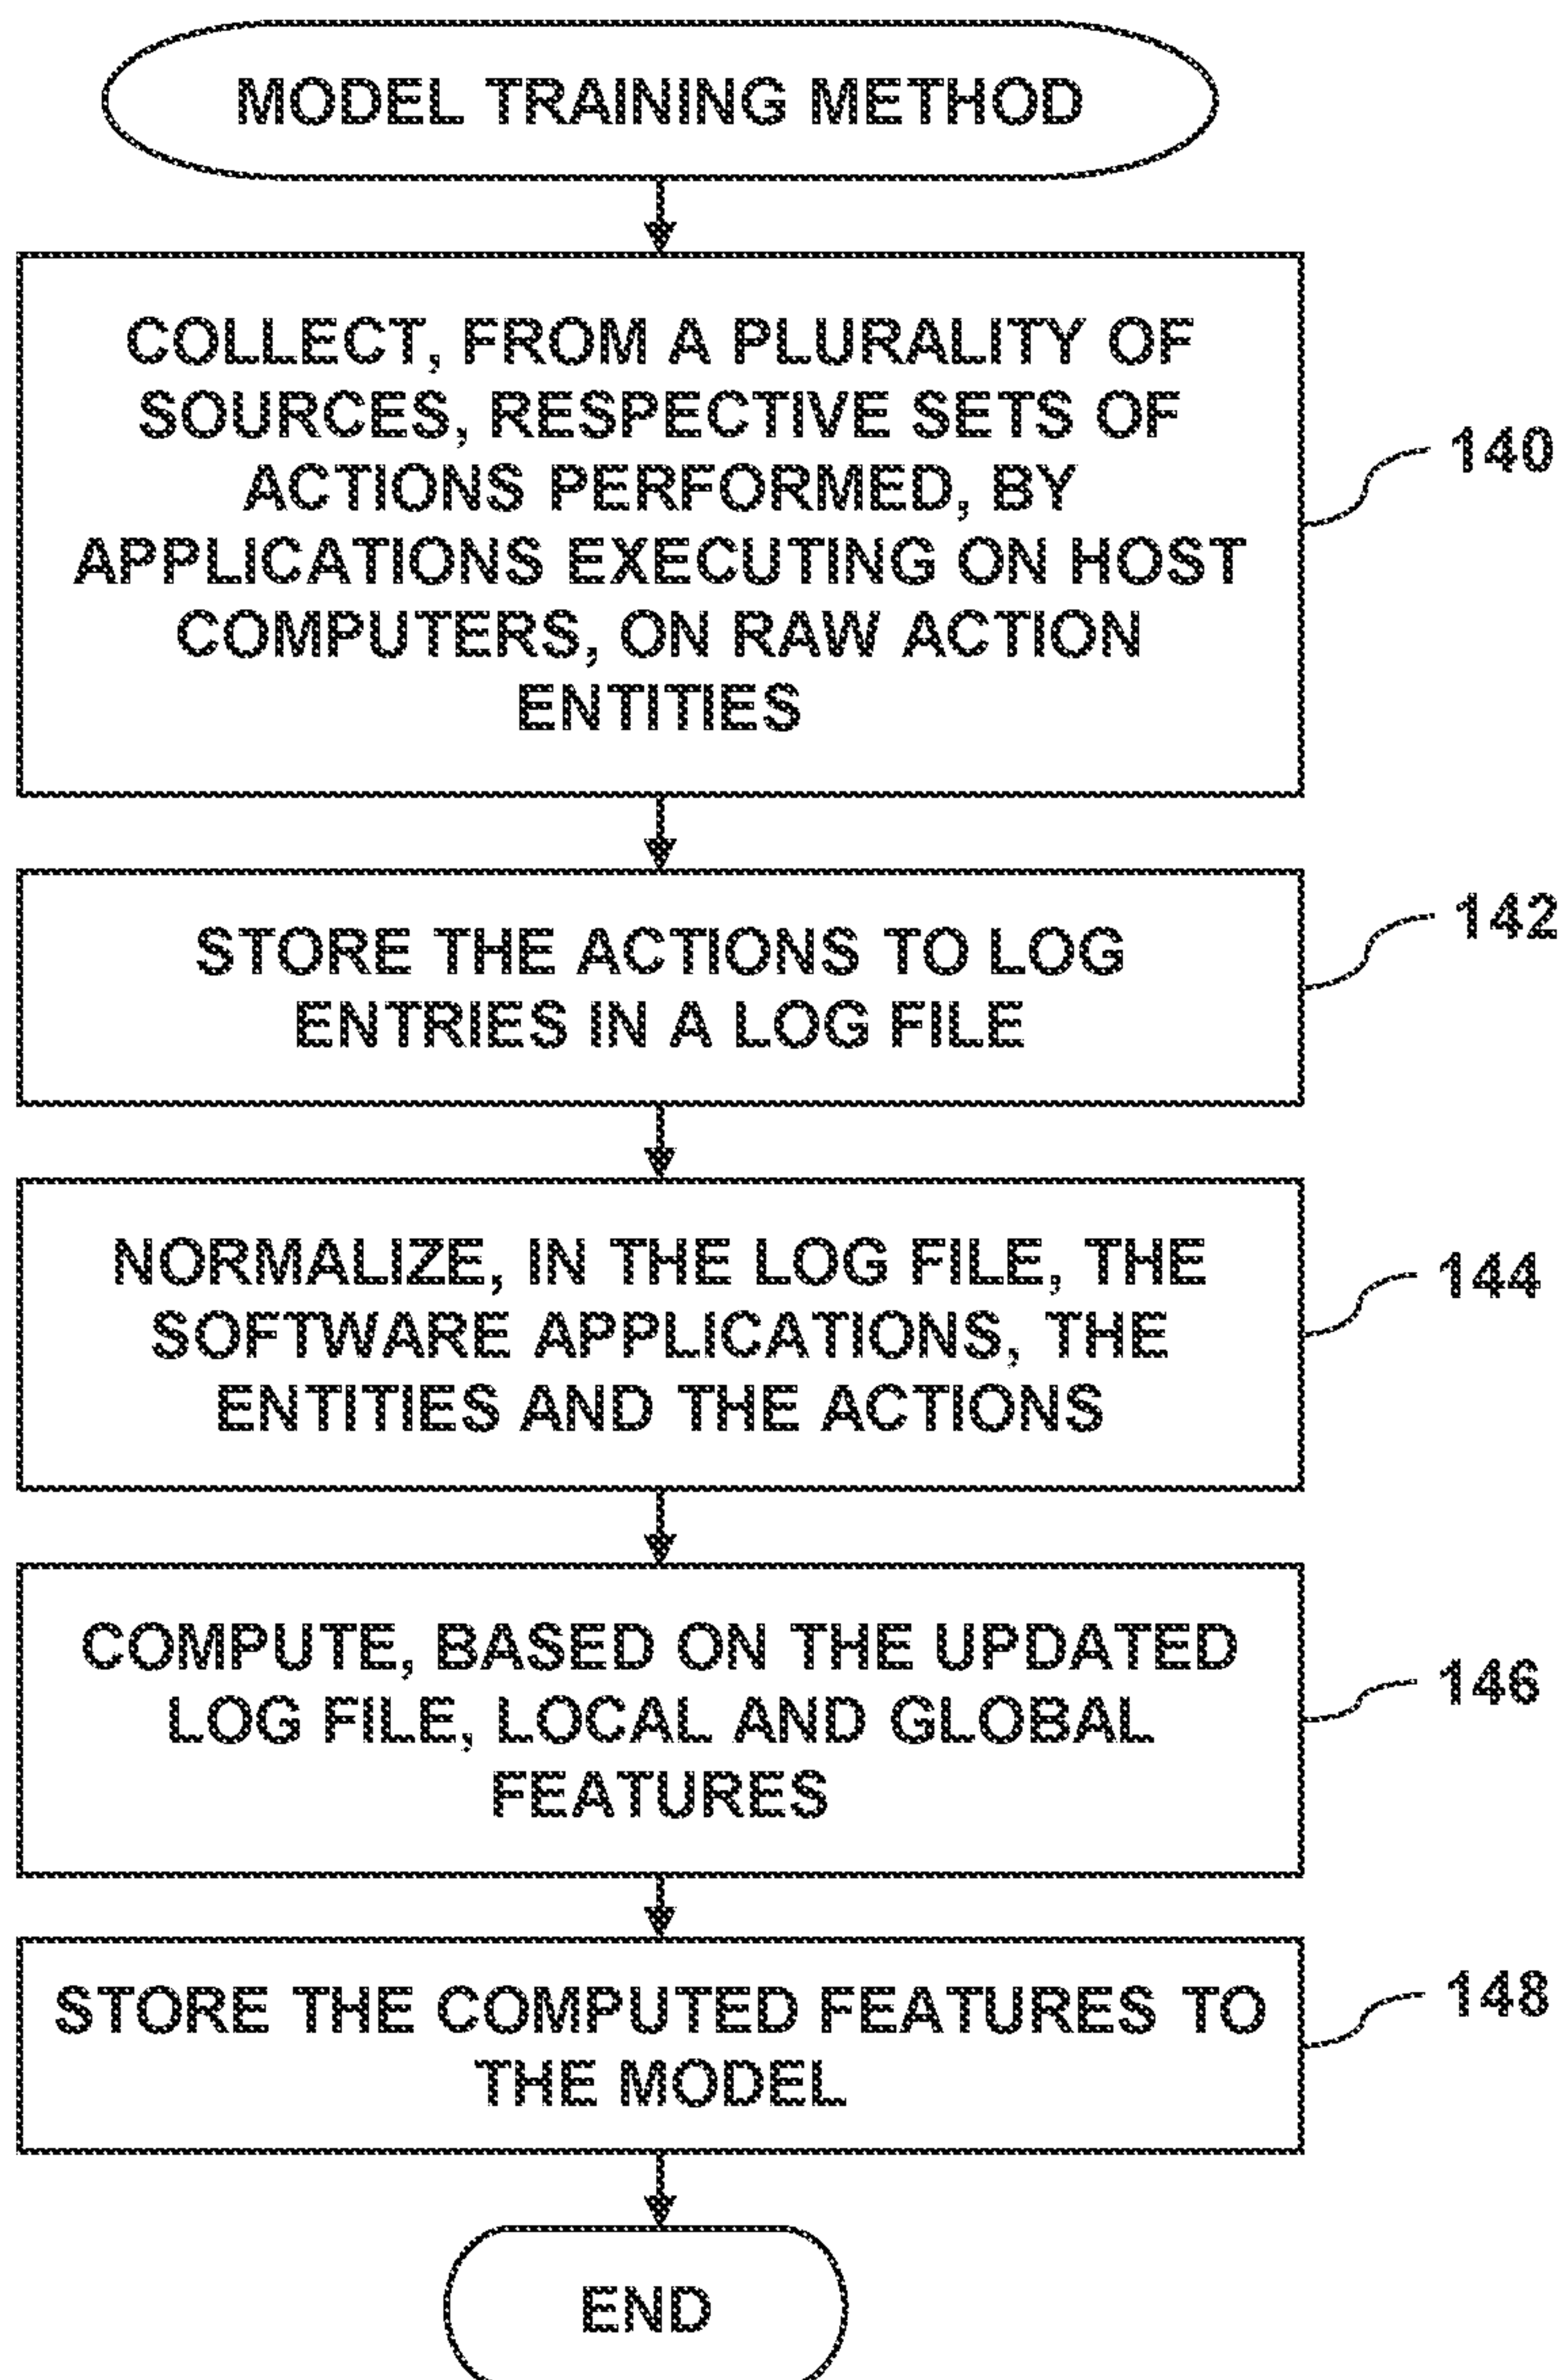 MODEL TRAINING METHOD
COLLECT, FROM A PLURALITY OF
SOURCES, RESPECTIVE SETS OF
ACTIONS PERFORMED, BY
APPLICATIONS EXECUTING ON HOST
COMPUTERS, ON RAW ACTION
ENTITIES
140
STORE THE ACTIONS TO LOG
ENTRIES IN A LOG FILE
142
NORMALIZE, IN THE LOG FILE, THE
SOFTWARE APPLICATIONS, THE
ENTITIES AND THE ACTIONS
144
COMPUTE, BASED ON THE UPDATED
LOG FILE, LOCAL AND GLOBAL
FEATURES
146
STORE THE COMPUTED FEATURES TO
THE MODEL
148
END